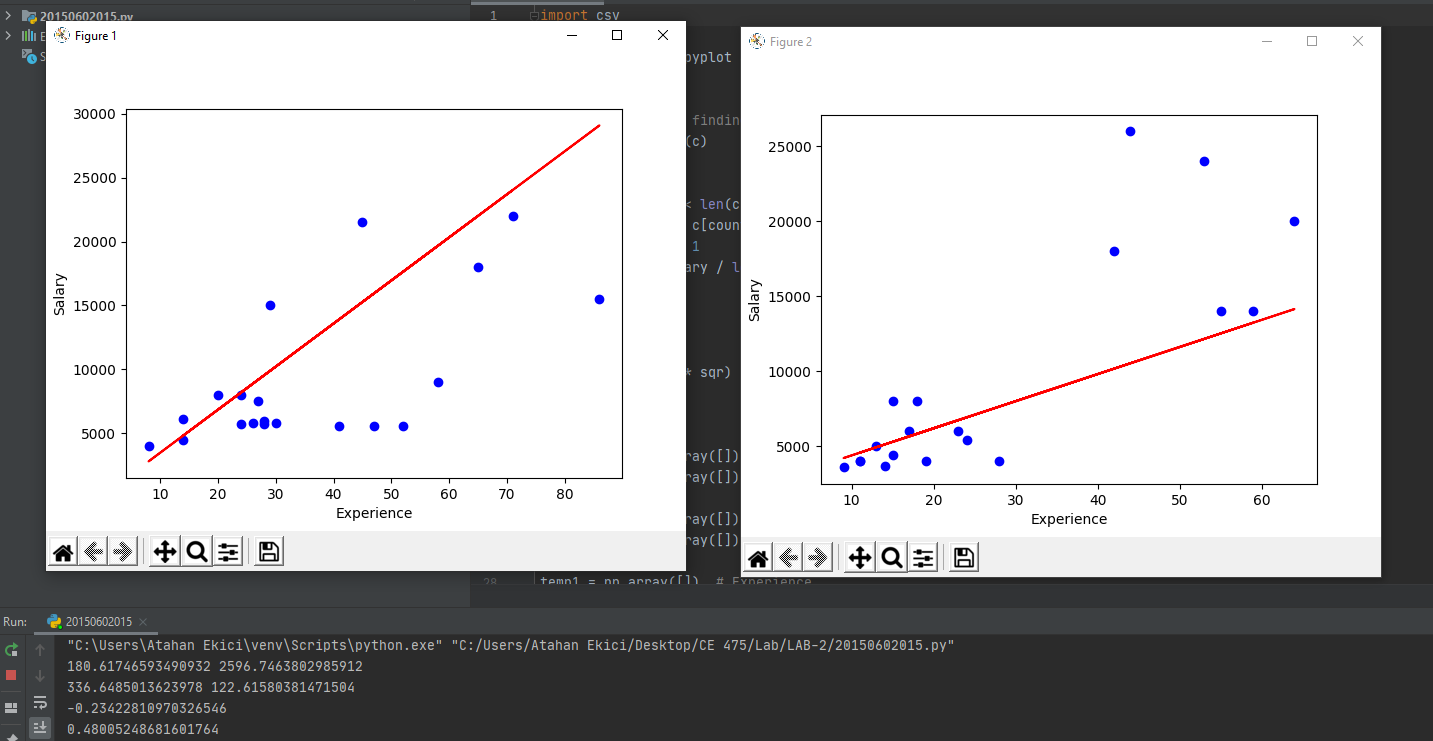 20150602015.py
1 import csv
E
S
Figure 1
30000
25000
20000
15000
10000
5000
10 20 30 40 50 60 70 80
Experience
Salary
pyplot
findin
(c)
< len(c
c[coun
1
ary / l
* sqr)
ray([])
ray([])
ray([])
ray([])
28 temp1 = np.array([]) # Experience
Figure 2
25000
20000
15000
10000
5000
10 20 30 40 50 60
Experience
Salary
Run: 20150602015
"C:\Users\Atahan Ekici\venv\Scripts\python.exe" "C:/Users/Atahan Ekici/Desktop/CE 475/Lab/LAB-2/20150602015.py"
180.61746593490932 2596.7463802985912
336.6485013623978 122.61580381471504
-0.23422810970326546
0.48005248681601764